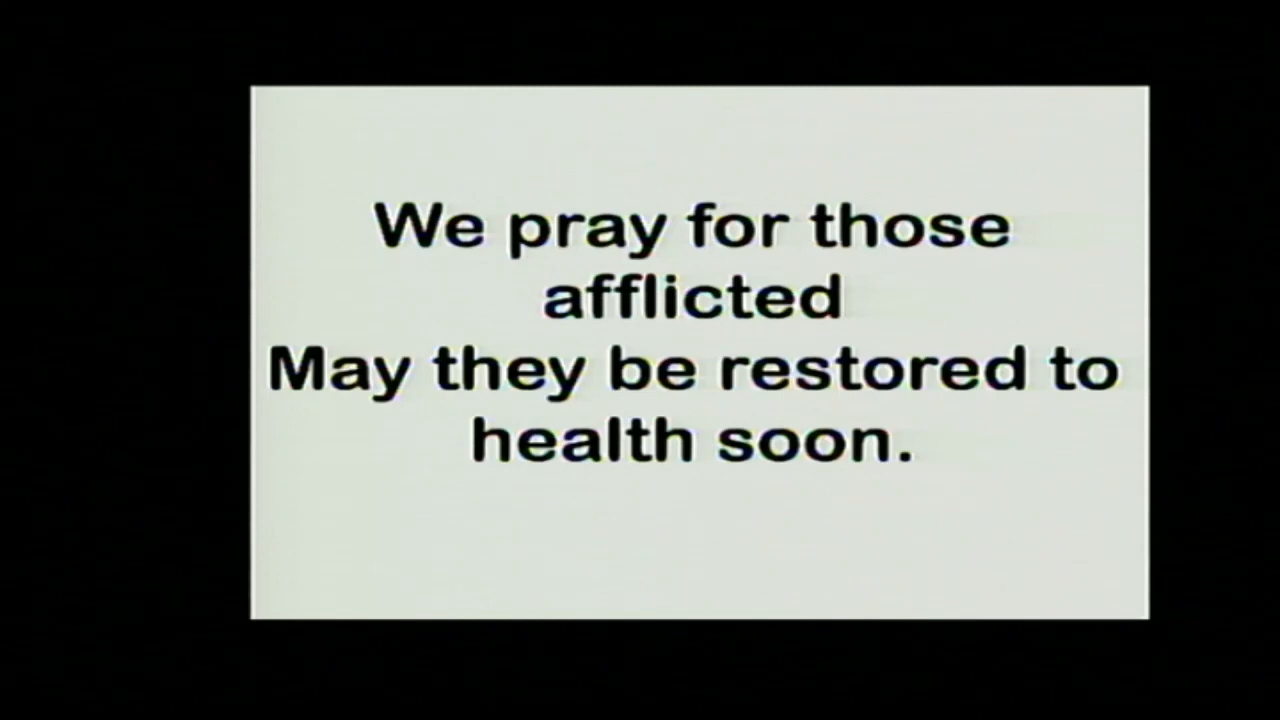 We pray for those
afflicted
May they be restored to
health soon.